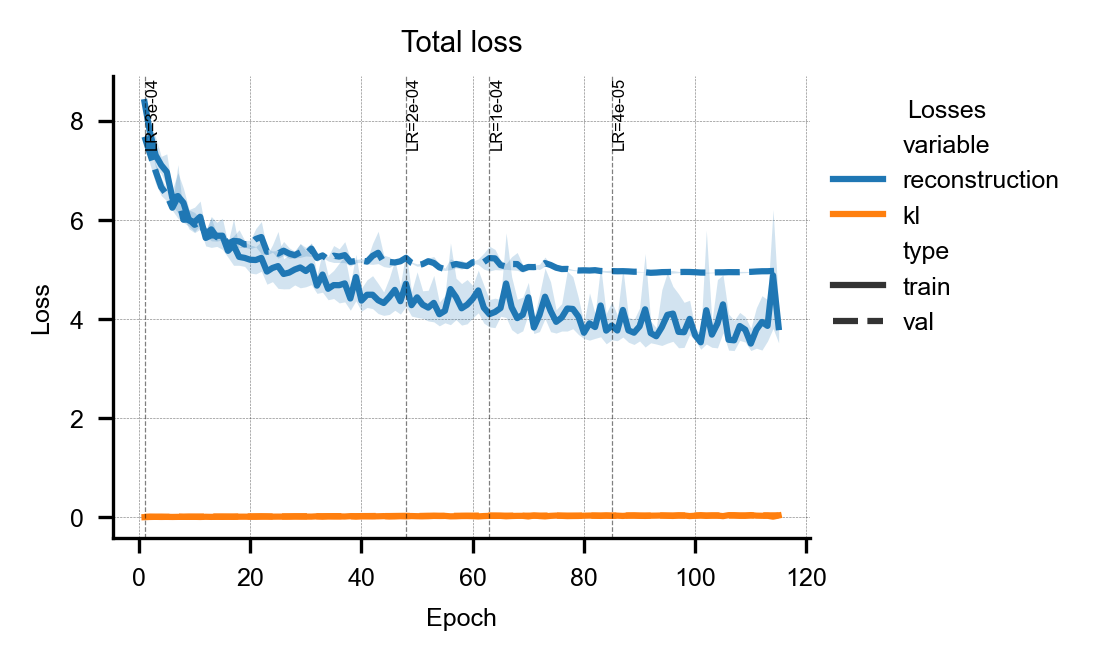 Total loss
LR=3e-04
LR=2e-04
LR=1e-04
LR=4e-05
8
6
4
2
0
Loss
0 20 40 60 80 100 120
Epoch
Losses
variable
reconstruction
kl
type
train
val